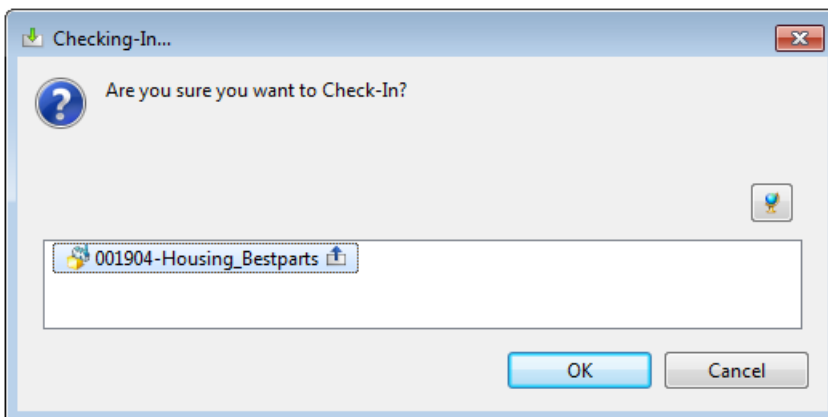 Checking-In...
Are you sure you want to Check-In?
001904-Housing_Bestparts
OK
Cancel